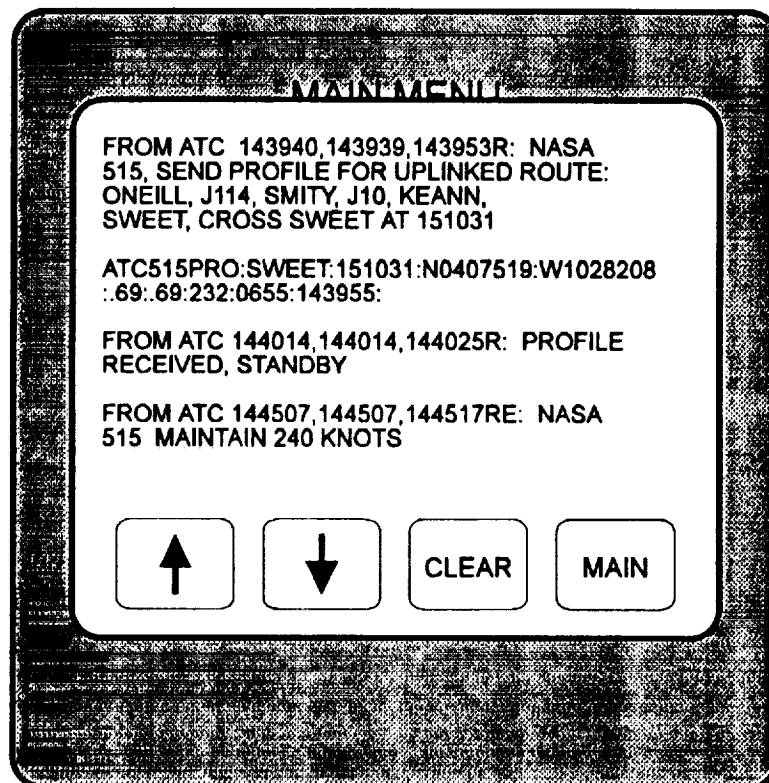 MAIN MENU
FROM ATC 143940,143939,143953R: NASA
515, SEND PROFILE FOR UPLINKED ROUTE:
ONEILL, J114, SMITY, J10, KEANN,
SWEET, CROSS SWEET AT 151031
ATC515PRO:SWEET:151031:N0407519:W1028208
:.69:.69:232:0655:143955:
FROM ATC 144014,144014,144025R: PROFILE
RECEIVED, STANDBY
FROM ATC 144507,144507,144517RE: NASA
515 MAINTAIN 240 KNOTS
CLEAR
MAIN